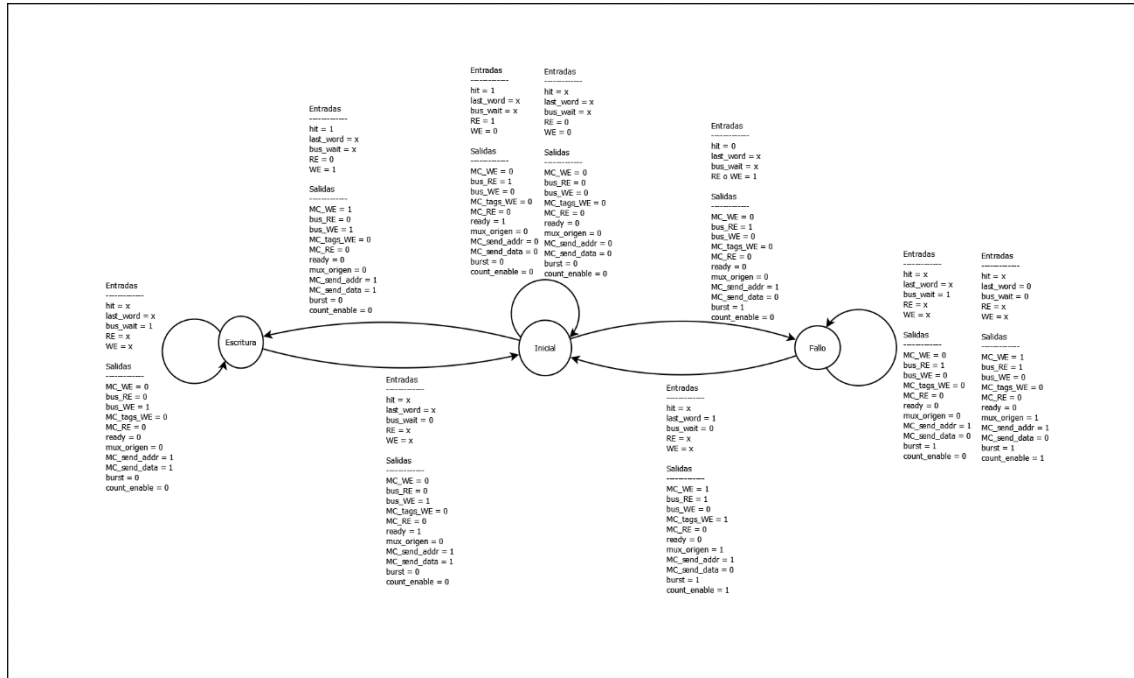 Entradas
-------------
hit = 1
last_word = x
bus_wait = x
RE = 1
WE = 0
Salidas
-------------
MC_WE = 0
bus_RE = 1
bus_WE = 0
MC_tags_WE = 0
MC_RE = 0
ready = 1
mux_origen = 0
MC_send_addr = 0
MC_send_data = 0
burst = 0
count_enable = 0
Entradas
-------------
hit = x
last_word = x
bus_wait = x
RE = 0
WE = 0
Salidas
-------------
MC_WE = 0
bus_RE = 0
bus_WE = 0
MC_tags_WE = 0
MC_RE = 0
ready = 0
mux_origen = 0
MC_send_addr = 0
MC_send_data = 0
burst = 0
count_enable = 0
Entradas
-------------
hit = 1
last_word = x
bus_wait = x
RE = 0
WE = 1
Salidas
-------------
MC_WE = 1
bus_RE = 0
bus_WE = 1
MC_tags_WE = 0
MC_RE = 0
ready = 0
mux_origen = 0
MC_send_addr = 1
MC_send_data = 1
burst = 0
count_enable = 0
Entradas
-------------
hit = 0
last_word = x
bus_wait = x
RE o WE = 1
Salidas
-------------
MC_WE = 0
bus_RE = 1
bus_WE = 0
MC_tags_WE = 0
MC_RE = 0
ready = 0
mux_origen = 0
MC_send_addr = 1
MC_send_data = 0
burst = 1
count_enable = 0
Entradas
-------------
hit = x
last_word = x
bus_wait = 1
RE = x
WE = x
Salidas
-------------
MC_WE = 0
bus_RE = 0
bus_WE = 1
MC_tags_WE = 0
MC_RE = 0
ready = 0
mux_origen = 0
MC_send_addr = 1
MC_send_data = 1
burst = 0
count_enable = 0
Escritura
Inicial
Fallo
Entradas
-------------
hit = x
last_word = x
bus_wait = 1
RE = x
WE = x
Salidas
-------------
MC_WE = 0
bus_RE = 1
bus_WE = 0
MC_tags_WE = 0
MC_RE = 0
ready = 0
mux_origen = 0
MC_send_addr = 1
MC_send_data = 0
burst = 1
count_enable = 0
Entradas
-------------
hit = x
last_word = 0
bus_wait = 0
RE = x
WE = x
Salidas
-------------
MC_WE = 1
bus_RE = 1
bus_WE = 0
MC_tags_WE = 0
MC_RE = 0
ready = 0
mux_origen = 1
MC_send_addr = 1
MC_send_data = 0
burst = 1
count_enable = 1
Entradas
-------------
hit = x
last_word = x
bus_wait = 0
RE = x
WE = x
Salidas
-------------
MC_WE = 0
bus_RE = 0
bus_WE = 1
MC_tags_WE = 0
MC_RE = 0
ready = 1
mux_origen = 0
MC_send_addr = 1
MC_send_data = 1
burst = 0
count_enable = 0
Entradas
-------------
hit = x
last_word = 1
bus_wait = 0
RE = x
WE = x
Salidas
-------------
MC_WE = 1
bus_RE = 1
bus_WE = 0
MC_tags_WE = 1
MC_RE = 0
ready = 0
mux_origen = 1
MC_send_addr = 1
MC_send_data = 0
burst = 1
count_enable = 1